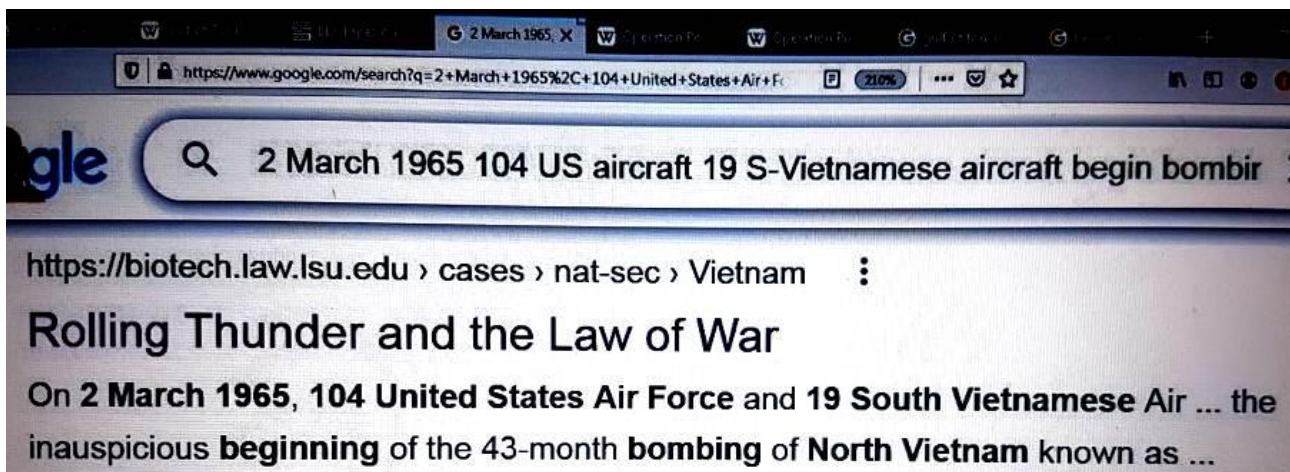 G 2 March 1965, X
https://www.google.com/search?q=2+March+1965%2C+104+United+States+Air+Fc 210%
gle 2 March 1965 104 US aircraft 19 S-Vietnamese aircraft begin bombir
https://biotech.law.lsu.edu › cases › nat-sec › Vietnam
Rolling Thunder and the Law of War
On 2 March 1965, 104 United States Air Force and 19 South Vietnamese Air ... the
inauspicious beginning of the 43-month bombing of North Vietnam known as ...